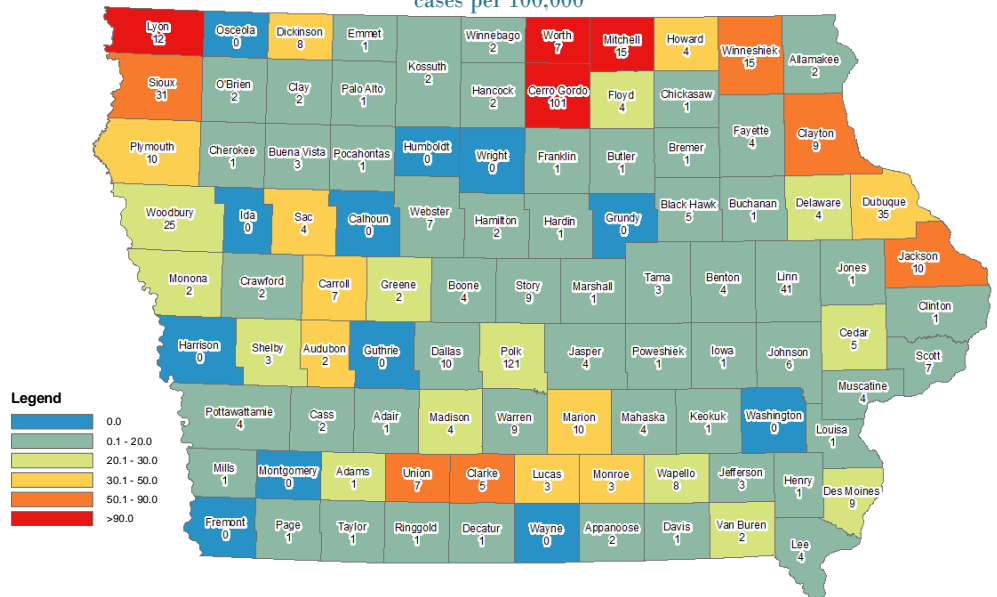 cases per 100,000
Lyon
12
Osceola
0
Dickinson
8
Emmet
1
Kossuth
2
Winnebago
2
Worth
7
Mitchell
15
Howard
4
Winneshiek
15
Allamakee
2
Sioux
31
O'Brien
2
Clay
2
Palo Alto
1
Hancock
2
Cerro Gordo
101
Floyd
4
Chickasaw
1
Fayette
4
Clayton
9
Plymouth
10
Cherokee
1
Buena Vista
3
Pocahontas
1
Humboldt
0
Wright
0
Franklin
1
Butler
1
Bremer
1
Woodbury
25
Ida
0
Sac
4
Calhoun
0
Webster
7
Hamilton
2
Hardin
1
Grundy
0
Black Hawk
5
Buchanan
1
Delaware
4
Dubuque
35
Monona
2
Crawford
2
Carroll
7
Greene
2
Boone
4
Story
9
Marshall
1
Tama
3
Benton
4
Linn
41
Jones
1
Jackson
10
Clinton
1
Harrison
0
Shelby
3
Audubon
2
Guthrie
0
Dallas
10
Polk
121
Jasper
4
Poweshiek
1
Iowa
1
Johnson
6
Cedar
5
Scott
7
Muscatine
4
Pottawattamie
4
Cass
2
Adair
1
Madison
4
Warren
9
Marion
10
Mahaska
4
Keokuk
1
Washington
0
Louisa
1
Mills
1
Montgomery
0
Adams
1
Union
7
Clarke
5
Lucas
3
Monroe
3
Wapello
8
Jefferson
3
Henry
1
Des Moines
9
Fremont
0
Page
1
Taylor
1
Ringgold
1
Decatur
1
Wayne
0
Appanoose
2
Davis
1
Van Buren
2
Lee
4
Legend
0.0
0.1 - 20.0
20.1 - 30.0
30.1 - 50.0
50.1 - 90.0
>90.0